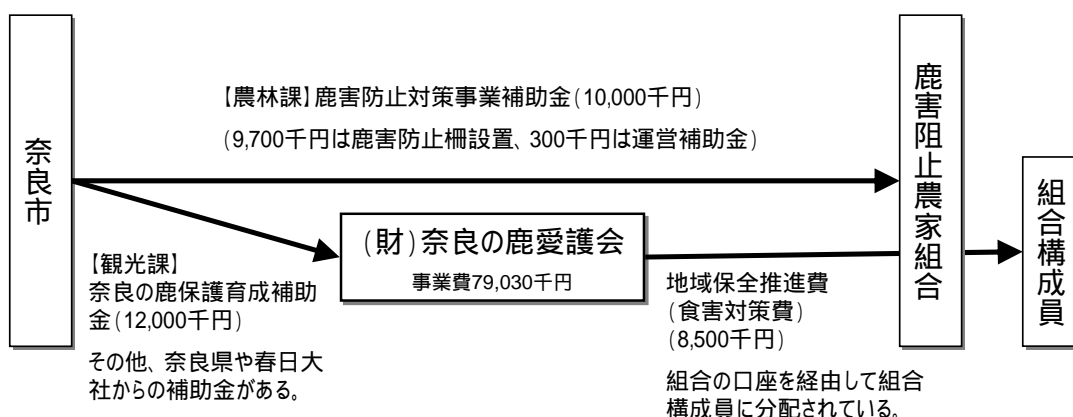 奈良市
【農林課】鹿害防止対策事業補助金(10,000千円)
(9,700千円は鹿害防止柵設置、300千円は運営補助金)
【観光課】
奈良の鹿保護育成補助
金(12,000千円)
その他、奈良県や春日大
社からの補助金がある。
(財)奈良の鹿愛護会
事業費79,030千円
地域保全推進費
(食害対策費)
(8,500千円)
組合の口座を経由して組合
構成員に分配されている。
鹿害阻止農家組合
組合構成員